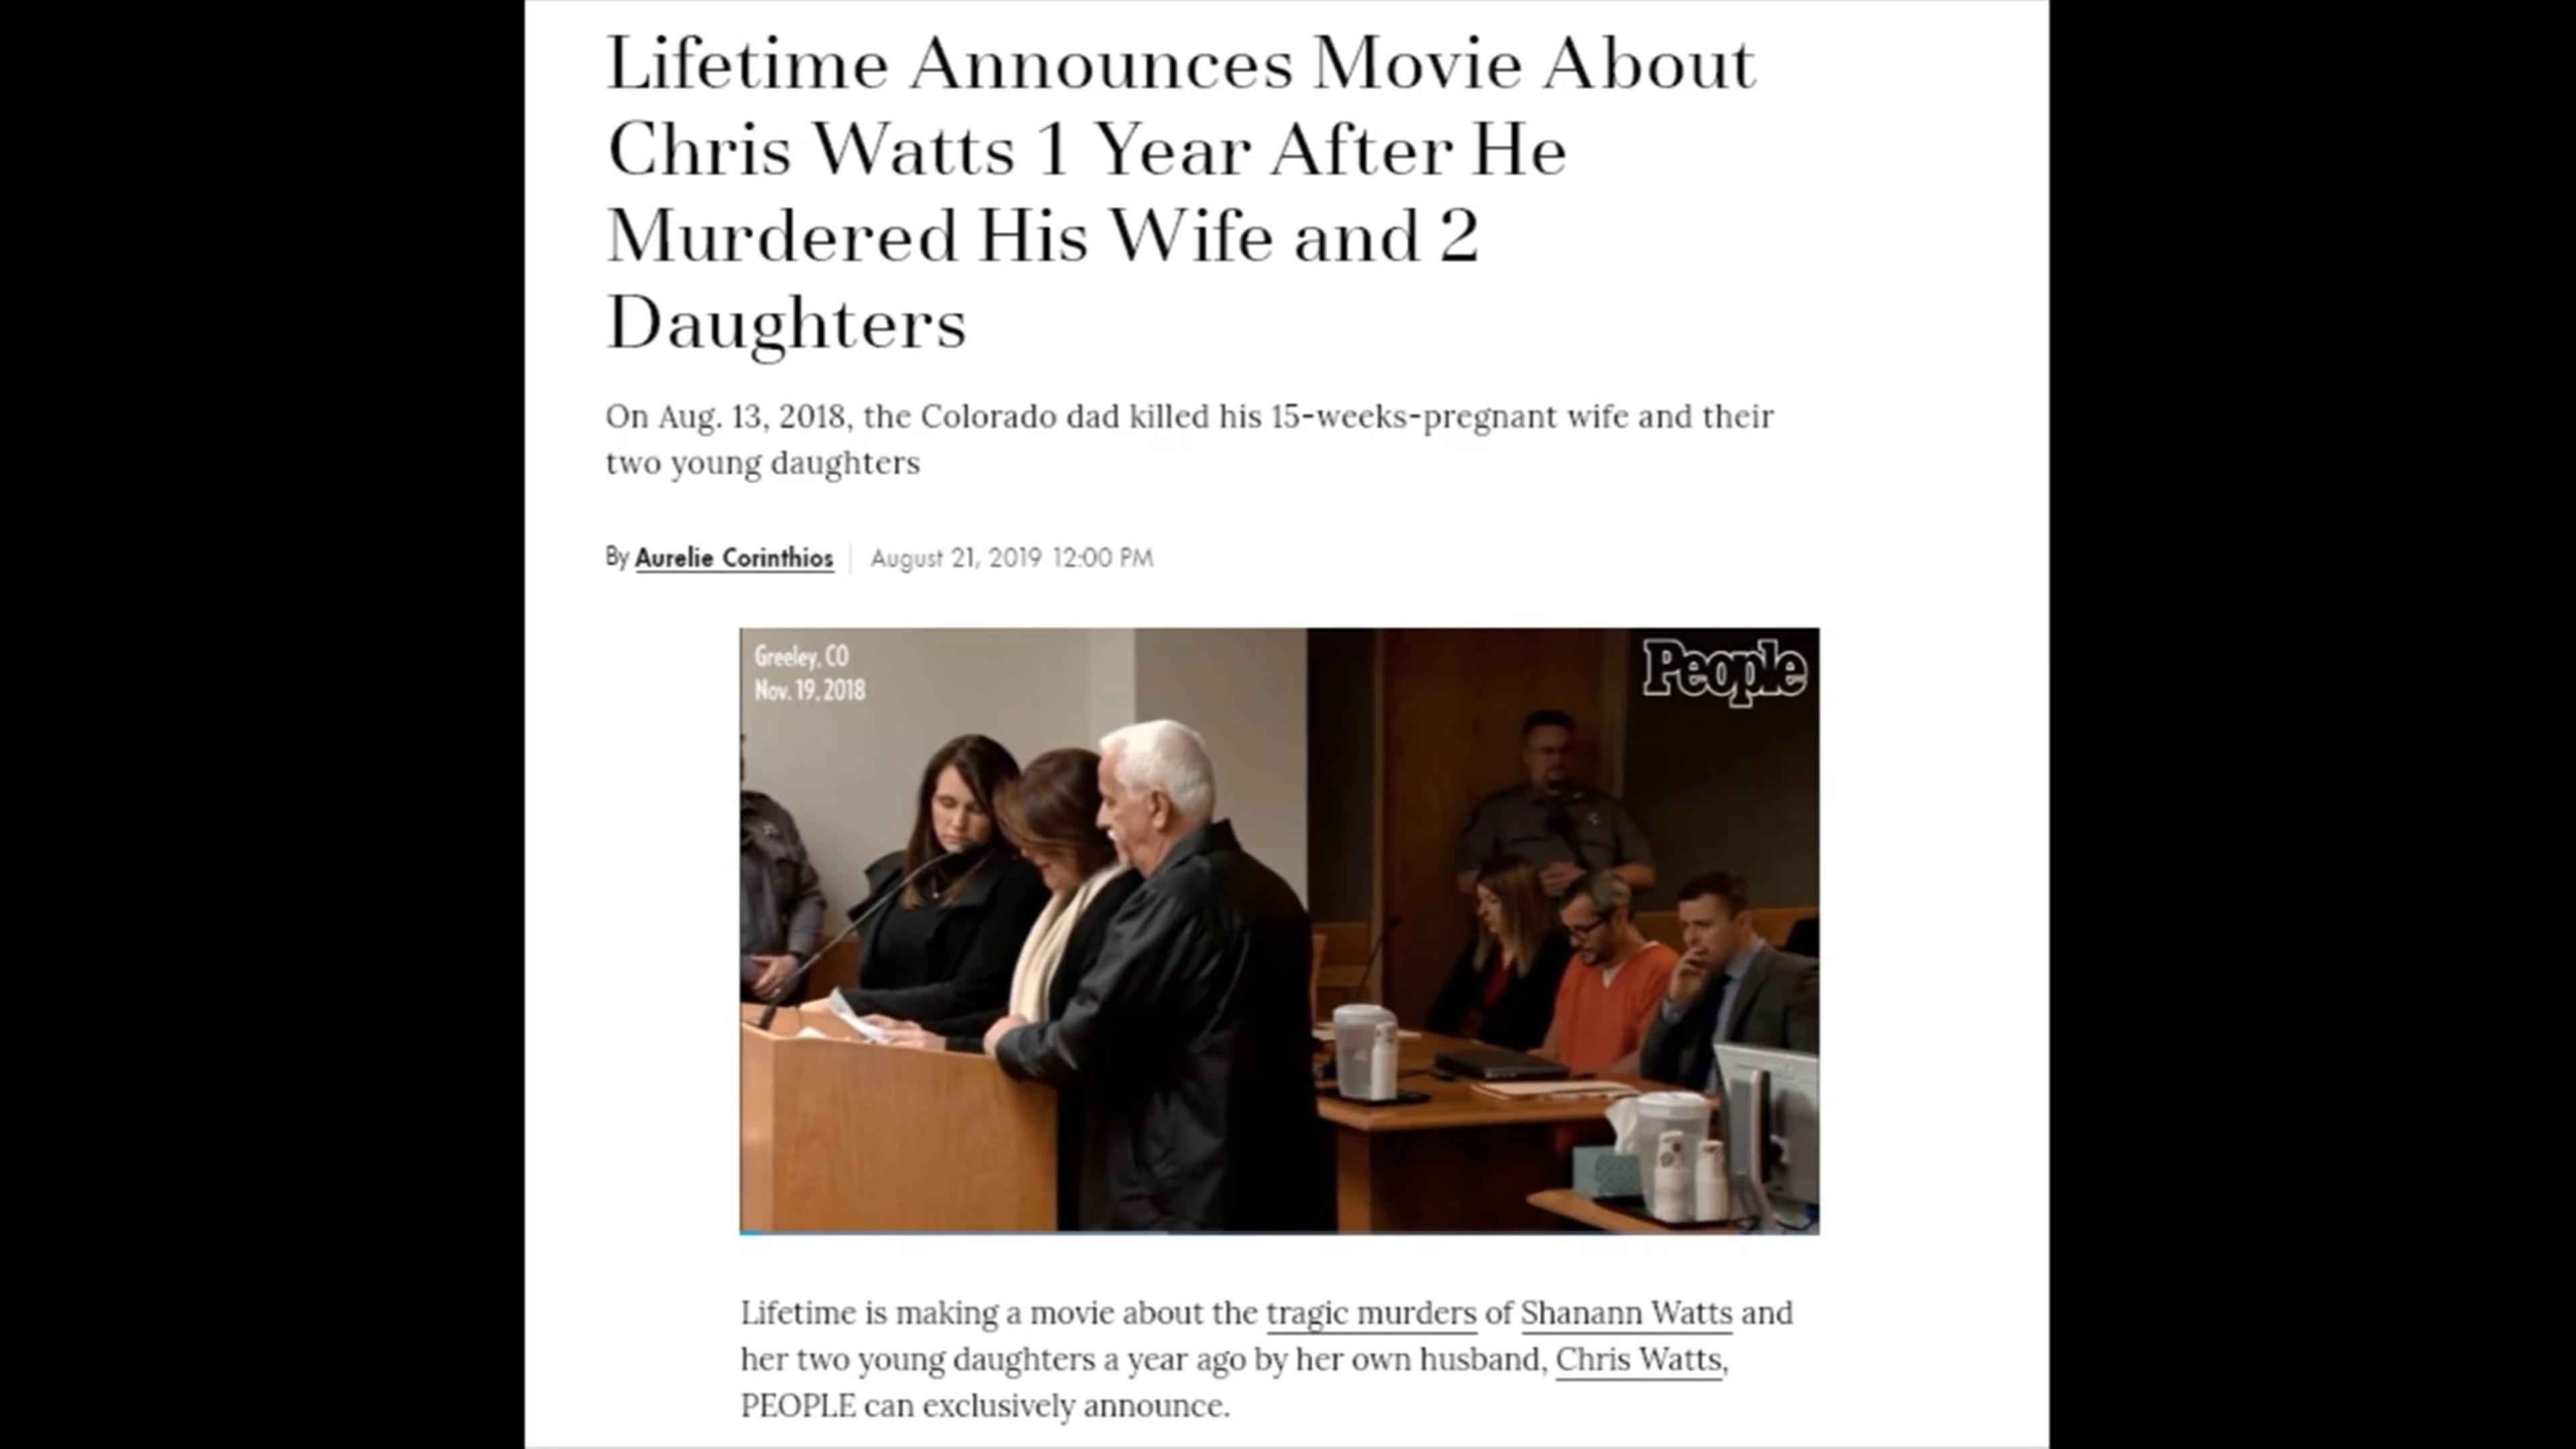 Lifetime Announces Movie About
Chris Watts 1 Year After He
Murdered His Wife and 2
Daughters
On Aug. 13, 2018, the Colorado dad killed his 15-weeks-pregnant wife and their
two young daughters
By Aurelie Corinthios August 21, 2019 12:00 PM
Greeley, CO
Nov. 19, 2018
People
Lifetime is making a movie about the tragic murders of Shanann Watts and
her two young daughters a year ago by her own husband, Chris Watts,
PEOPLE can exclusively announce.